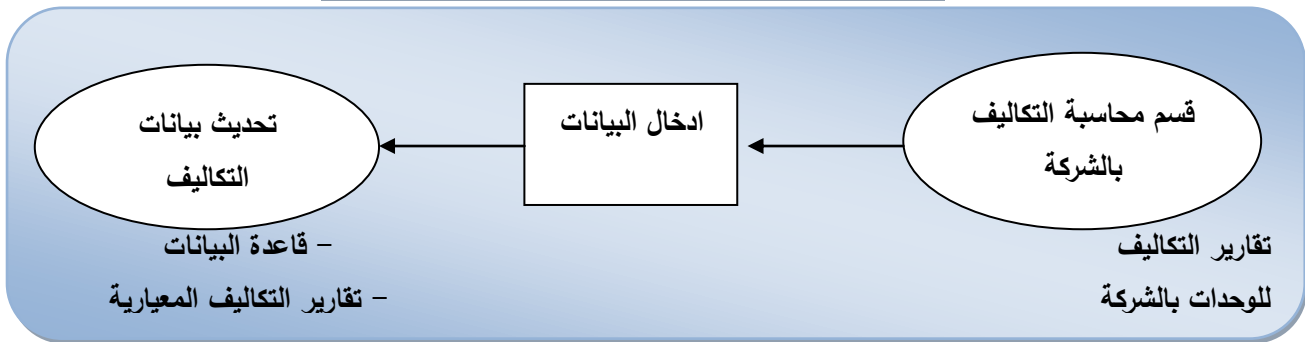 قسم محاسبة التكاليف
بالشركة
تقارير التكاليف
للوحدات بالشركة
ادخال البيانات
تحديث بيانات
التكاليف
- قاعدة البيانات
- تقارير التكاليف المعيارية